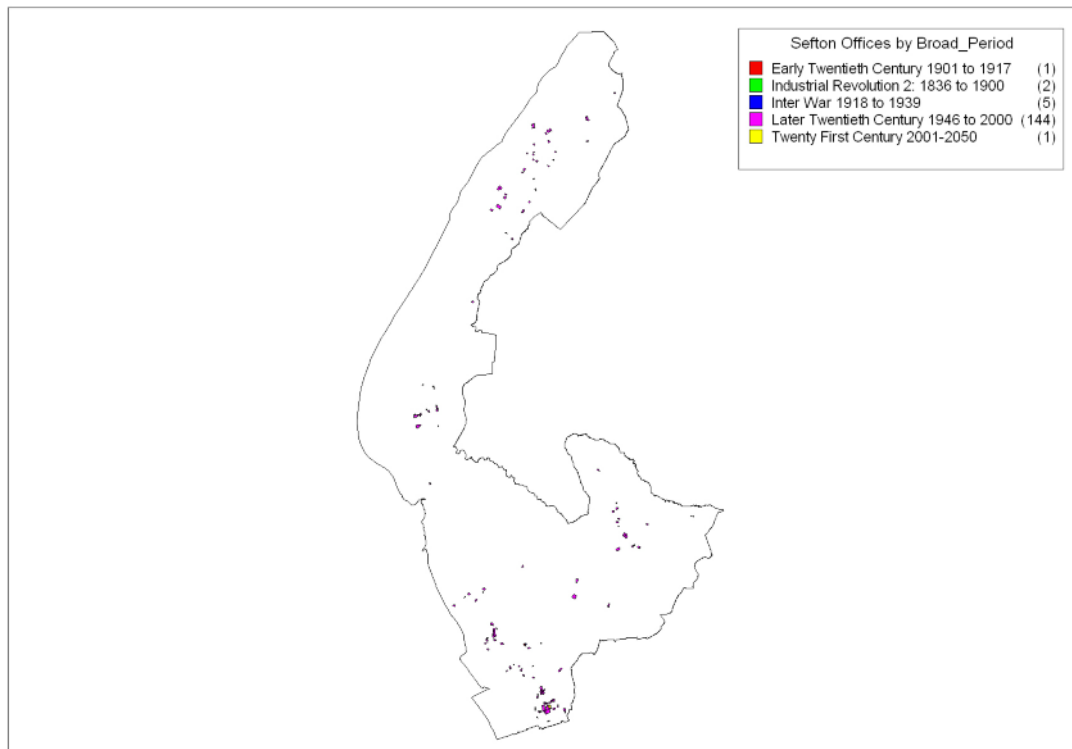 Sefton Offices by Broad_Period
Early Twentieth Century 1901 to 1917 (1)
Industrial Revolution 2: 1836 to 1900 (2)
Inter War 1918 to 1939 (5)
Later Twentieth Century 1946 to 2000 (144)
Twenty First Century 2001-2050 (1)